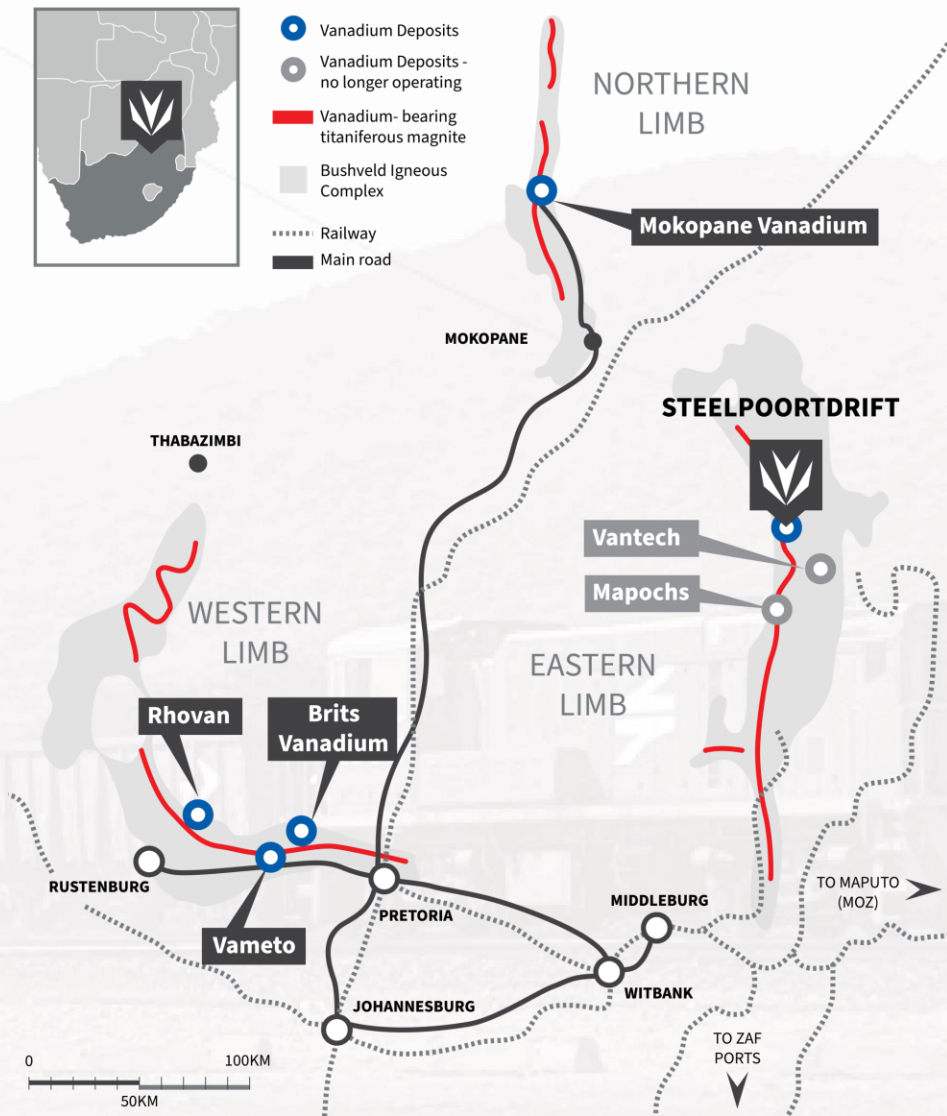 Vanadium Deposits
Vanadium Deposits -
no longer operating
Vanadium- bearing
titaniferous magnite
Bushveld Igneous
Complex
Railway
Main road
NORTHERN
LIMB
Mokopane Vanadium
MOKOPANE
STEELPOORTDRIFT
THABAZIMBI
Vantech
Mapochs
WESTERN
LIMB
EASTERN
LIMB
Rhovan
Brits
Vanadium
RUSTENBURG
PRETORIA
MIDDLEBURG
TO MAPUTO
(MOZ)
Vameto
WITBANK
JOHANNESBURG
TO ZAF
PORTS
0
100KM
50KM